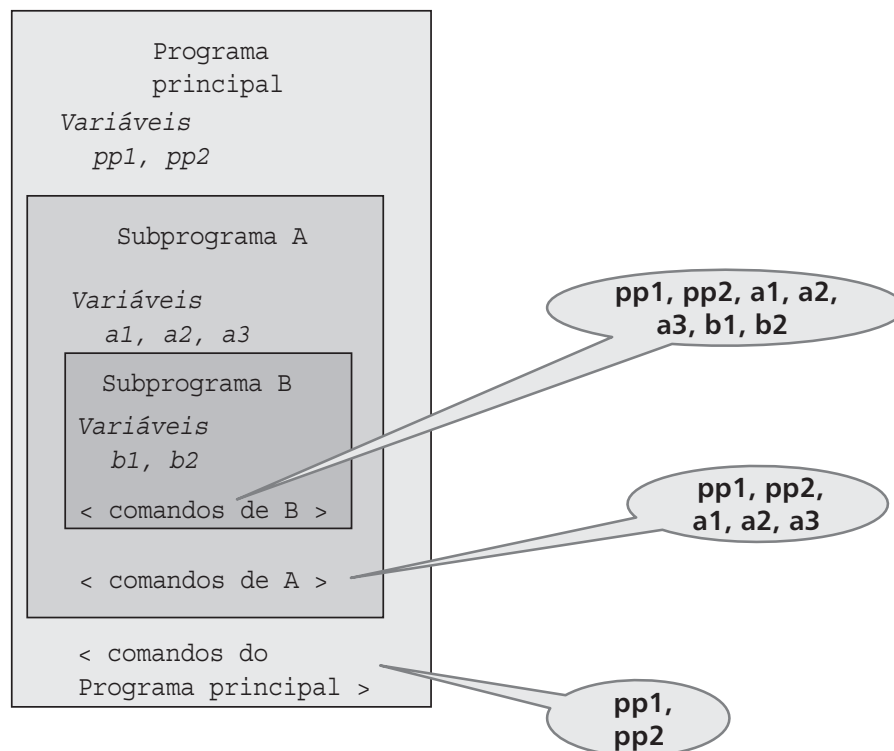 Programa
principal
Variáveis
pp1, pp2
Subprograma A
Variáveis
a1, a2, a3
Subprograma B
Variáveis
b1, b2
< comandos de B >
< comandos de A >
< comandos do
Programa principal >
pp1, pp2, a1, a2,
a3, b1, b2
pp1, pp2,
a1, a2, a3
pp1,
pp2